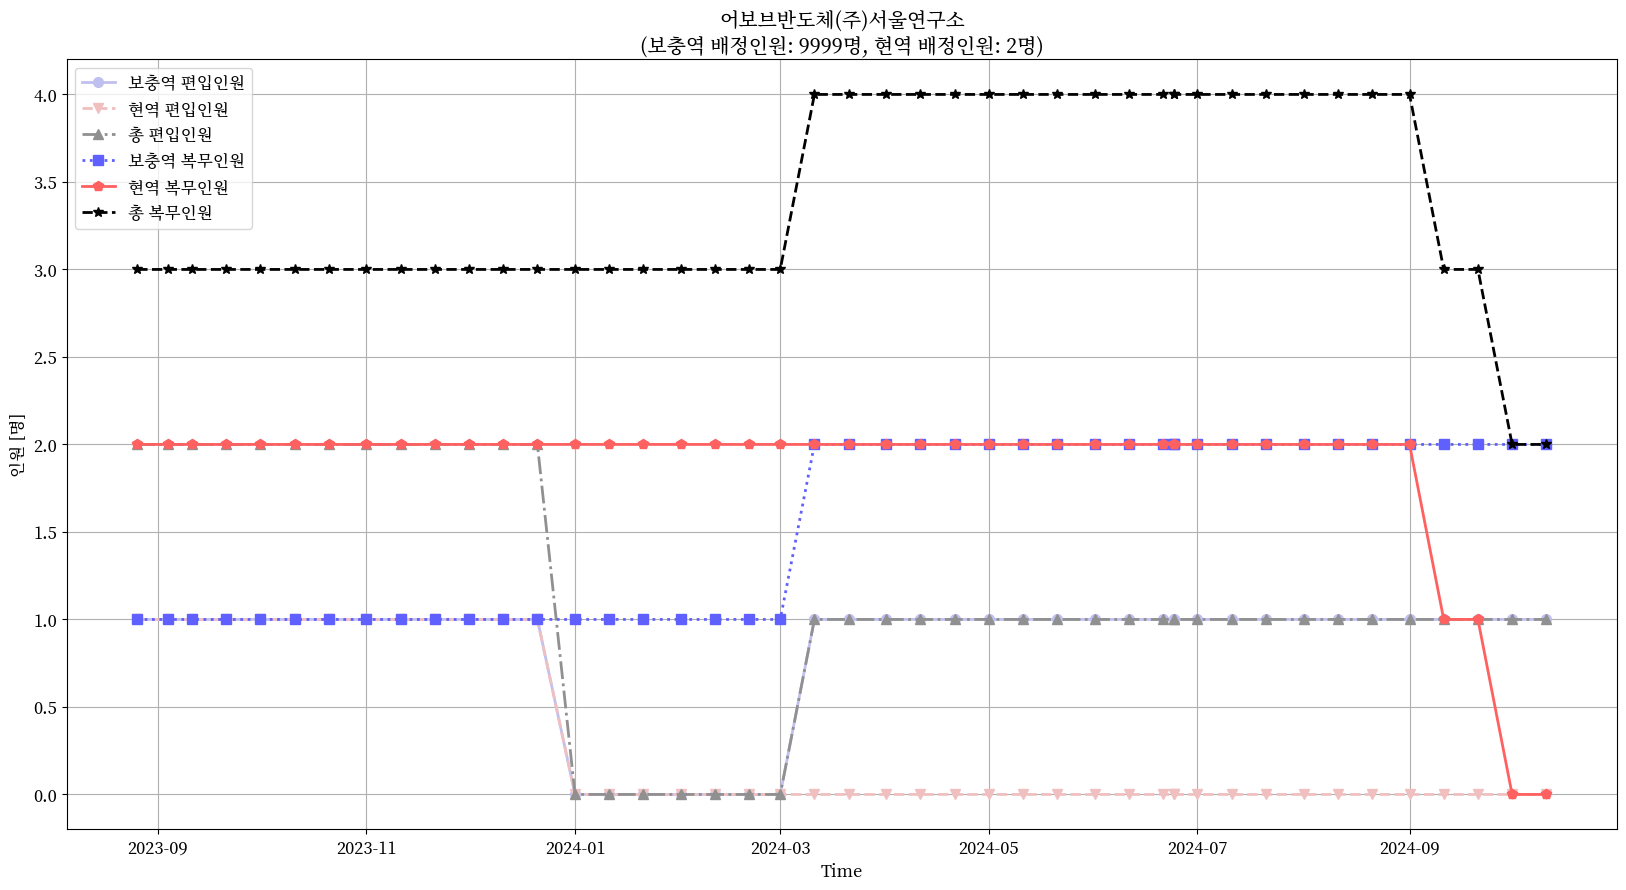 어보브반도체(주)서울연구소
(보충역 배정인원: 9999명, 현역 배정인원: 2명)
보충역 편입인원
현역 편입인원
총 편입인원
보충역 복무인원
현역 복무인원
총 복무인원
인원 [명]
4.0
3.5
3.0
2.5
2.0
1.5
1.0
0.5
0.0
2023-09
2023-11
2024-01
2024-03
2024-05
2024-07
2024-09
Time